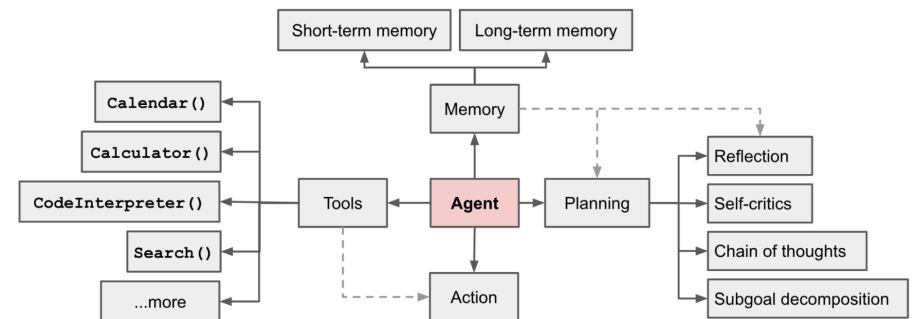 Short-term memory
Long-term memory
Calendar()
Memory
Calculator()
Reflection
CodeInterpreter()
Tools
Agent
Planning
Self-critics
Search()
Chain of thoughts
...more
Action
Subgoal decomposition